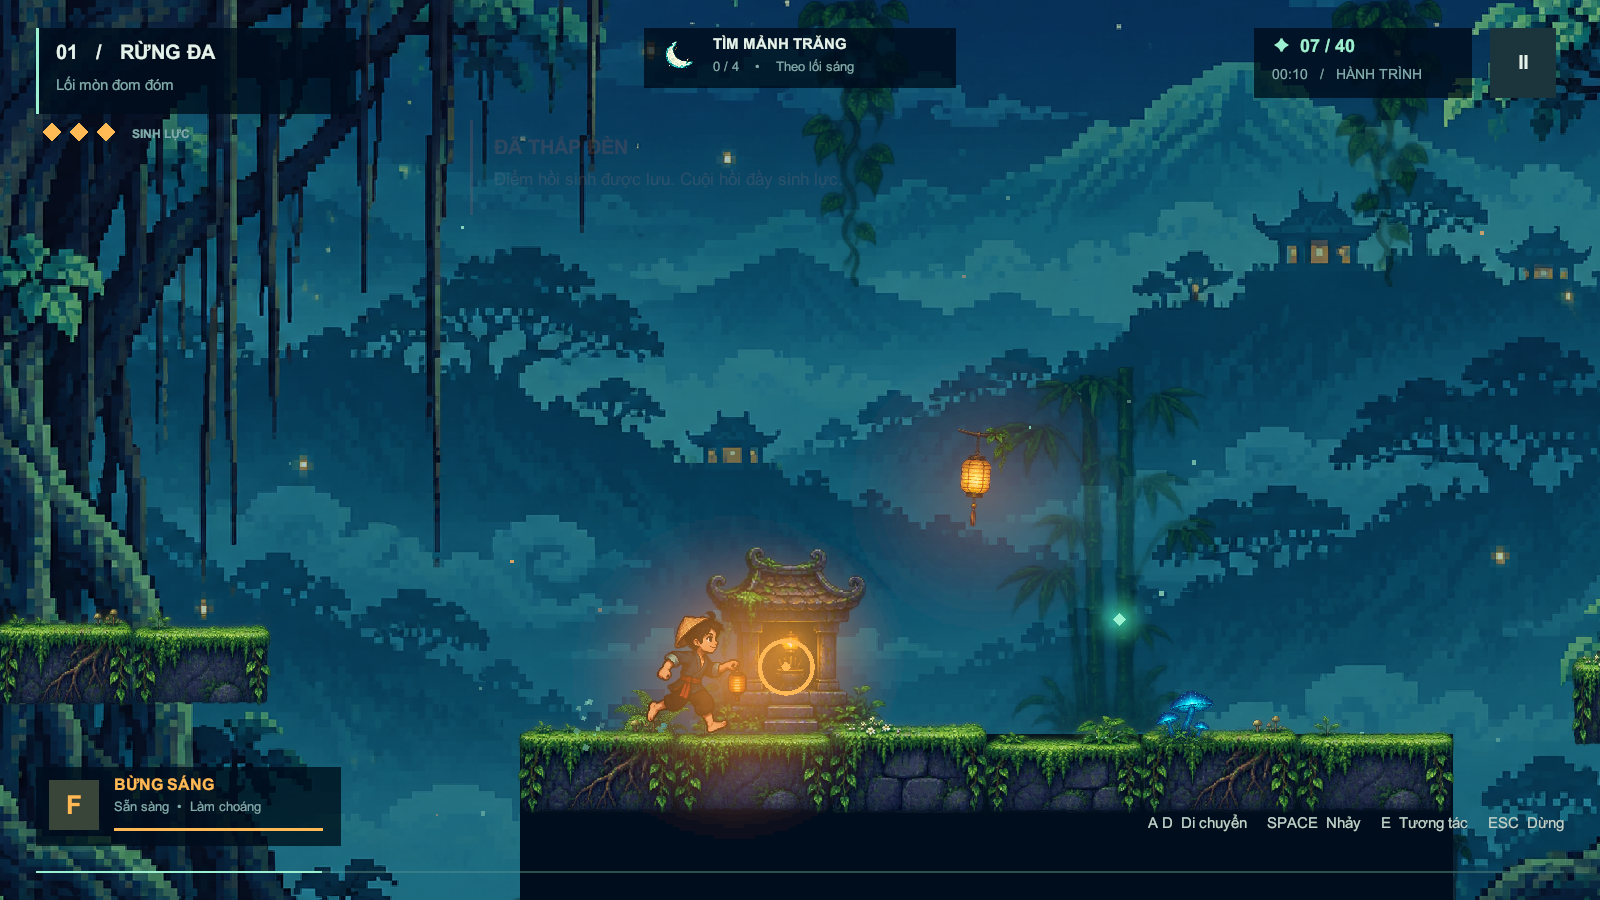 01 / RỪNG ĐA
Lối mòn đom đóm
SINH LỰC
TÌM MẢNH TRĂNG
0 / 4 • Theo lối sáng
07 / 40
00:10 / HÀNH TRÌNH
II
ĐÃ THẮP ĐÈN
Điểm hồi sinh được lưu. Cuội hồi đầy sinh lực.
F
BỪNG SÁNG
Sẵn sàng • Làm choáng
A D Di chuyển SPACE Nhảy E Tương tác ESC Dừng